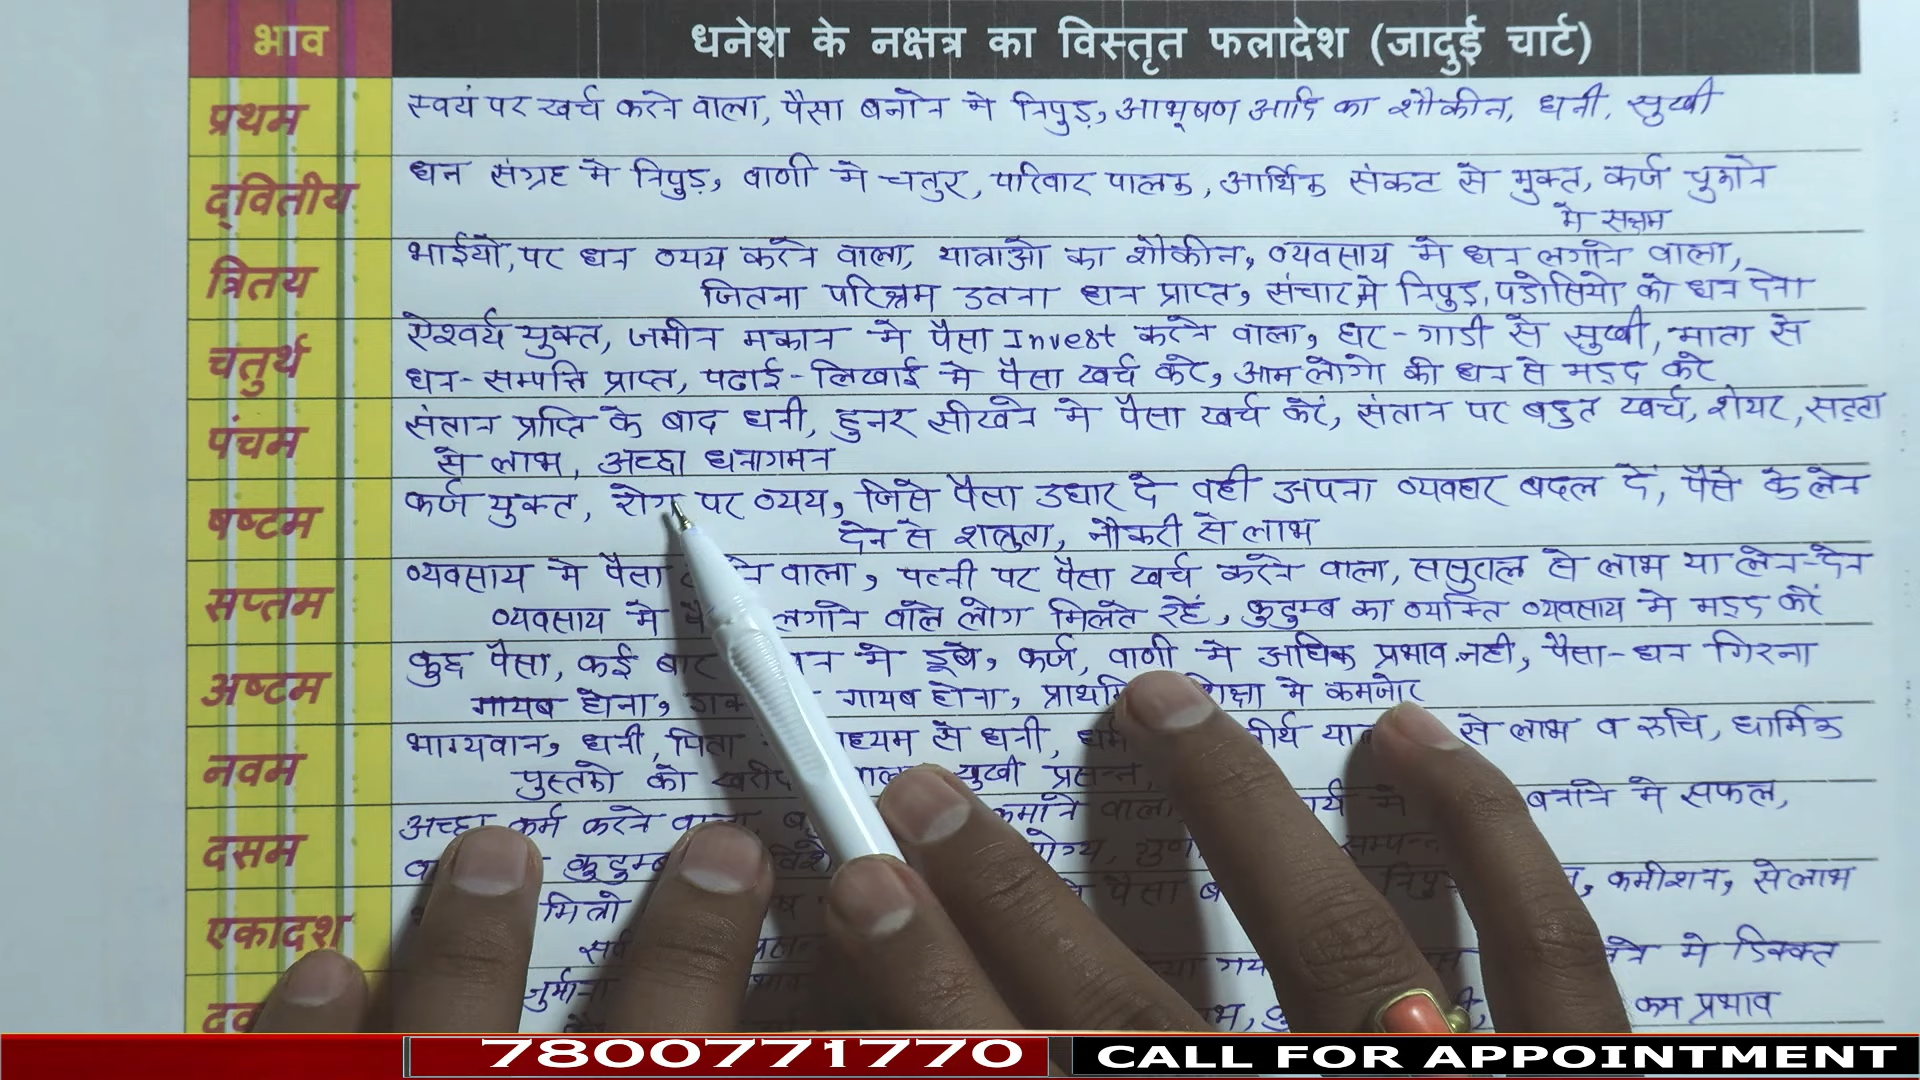 भाव
धनेश के नक्षत्र का विस्तृत फलादेश (जादुई चार्ट)
प्रथम
स्वयं पर खर्च करने वाला, पैसा बनाने मे निपुड़, आभूषण आदि का शौकीन, धनी, सुखी
द्वितीय
धन संग्रह मे निपुड़, वाणी मे चतुर, परिवार पालक, आर्थिक संकट से मुक्त, कर्ज चुकाने
मे सक्षम
त्रितय
भाईयों, पर धन व्यय करने वाला, यात्राओ का शौकीन, व्यवसाय मे धन लगाने वाला,
जितना परिश्रम उतना धन प्राप्त, संचार मे निपुड़, पडोसियो को धन देना
चतुर्थ
ऐश्वर्य युक्त, जमीन मकान मे पैसा Invest करने वाला, घर-गाडी से सुखी, माता से
धन-सम्पत्ति प्राप्त, पढाई-लिखाई मे पैसा खर्च करे, आम लोगो की धन से मदद करे
पंचम
संतान प्राप्ति के बाद धनी, हुनर सीखने मे पैसा खर्च करें, संतान पर बहुत खर्च, शेयर, सट्टा
से लाभ, अच्छा धनागमन
षष्टम
कर्ज युक्त, रोग पर व्यय, जिसे पैसा उधार दे वही अपना व्यवहार बदल दें, पैसे के लेन
देन से शत्रुता, नौकरी से लाभ
सप्तम
व्यवसाय मे पैसा वाला, पत्नी पर पैसा खर्च करने वाला, ससुराल से लाभ या लेन-देन
व्यवसाय मे लगाने वाले लोग मिलते रहें, कुटुम्ब का व्यक्ति व्यवसाय मे मदद करें
अष्टम
कुछ पैसा, कई बार मे डूबे, कर्ज, वाणी मे अधिक प्रभाव नही, पैसा-धन गिरना
गायब होना, गायब होना, मे कमजोर
नवम
भाग्यवान, धनी, पिता से धनी, से लाभ व रुचि, धार्मिक
पुस्तको को प्रसन्न,
दसम
अच्छा कर्म करने कमाने वाला बनाने मे सफल,
कुटुम्ब योग्य,
एकादश
मित्रो पैसा कमीशन, से लाभ
मे दिक्कत
जुर्माना
कम प्रभाव
7800771770
CALL FOR APPOINTMENT